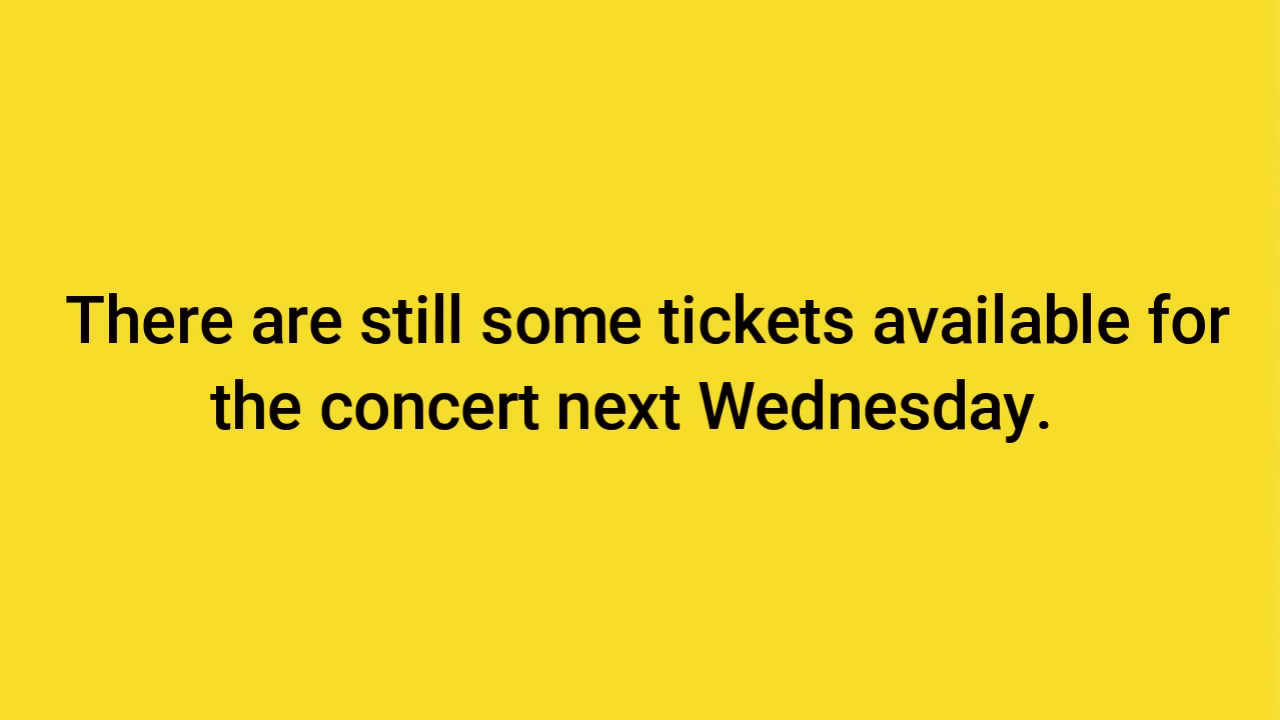 There are still some tickets available for
the concert next Wednesday.